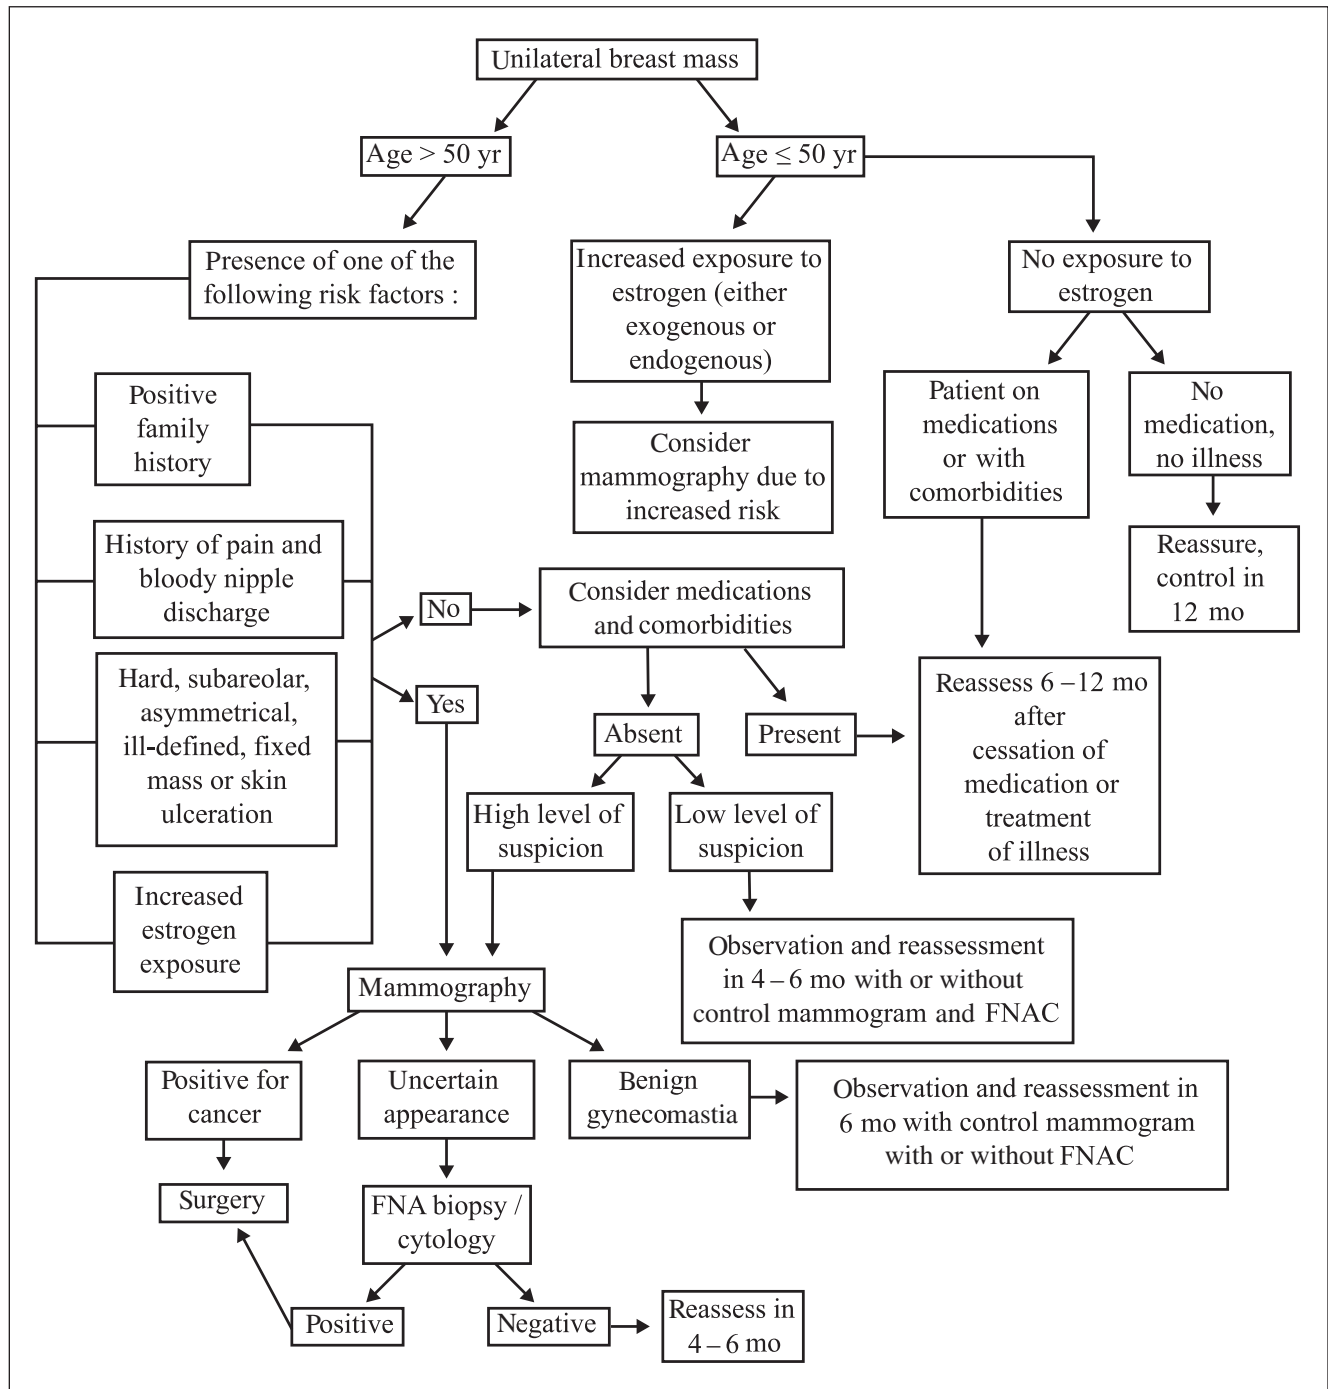 Unilateral breast mass
Age > 50 yr
Age ≤ 50 yr
Presence of one of the
following risk factors :
Increased exposure to
estrogen (either
exogenous or
endogenous)
No exposure to
estrogen
Positive
family
history
Consider
mammography due to
increased risk
Patient on
medications
or with
comorbidities
No
medication,
no illness
History of pain and
bloody nipple
discharge
No
Consider medications
and comorbidities
Reassure,
control in
12 mo
Hard, subareolar,
asymmetrical,
ill-defined, fixed
mass or skin
ulceration
Yes
Absent
Present
Reassess 6 – 12 mo
after
cessation of
medication or
treatment
of illness
High level of
suspicion
Low level of
suspicion
Increased
estrogen
exposure
Observation and reassessment
in 4 – 6 mo with or without
control mammogram and FNAC
Mammography
Positive for
cancer
Uncertain
appearance
Benign
gynecomastia
Observation and reassessment in
6 mo with control mammogram
with or without FNAC
Surgery
FNA biopsy /
cytology
Positive
Negative
Reassess in
4 – 6 mo